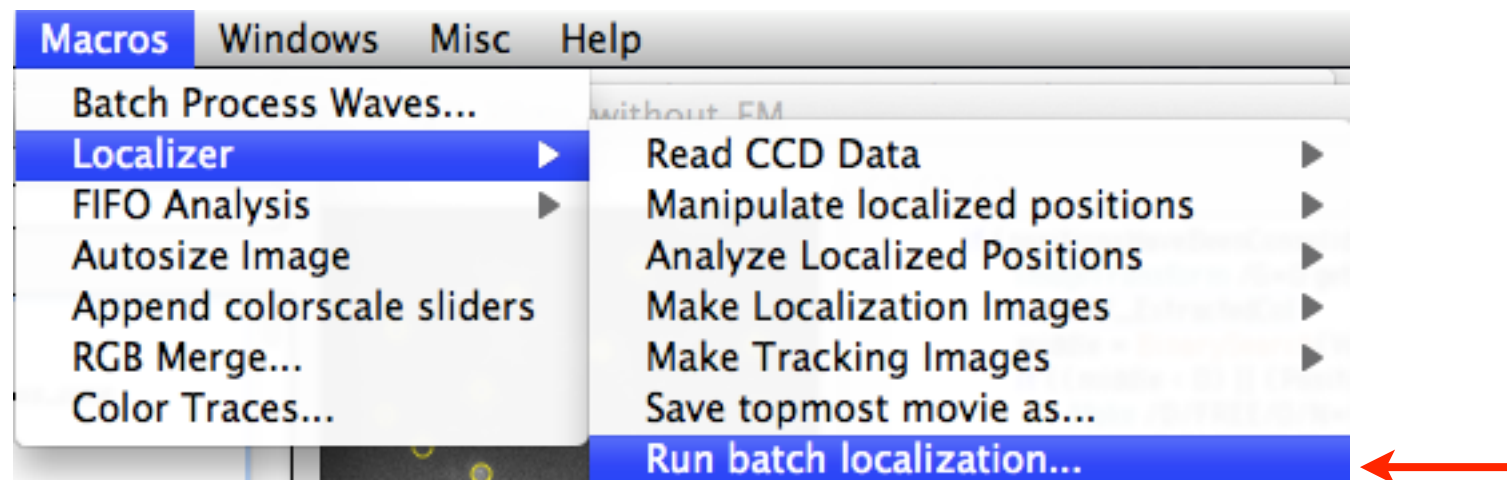 Macros Windows Misc Help
Batch Process Waves...
Localizer
FIFO Analysis
Autosize Image
Append colorscale sliders
RGB Merge...
Color Traces...
without EM
Read CCD Data
Manipulate localized positions
Analyze Localized Positions
Make Localization Images
Make Tracking Images
Save topmost movie as...
Run batch localization...